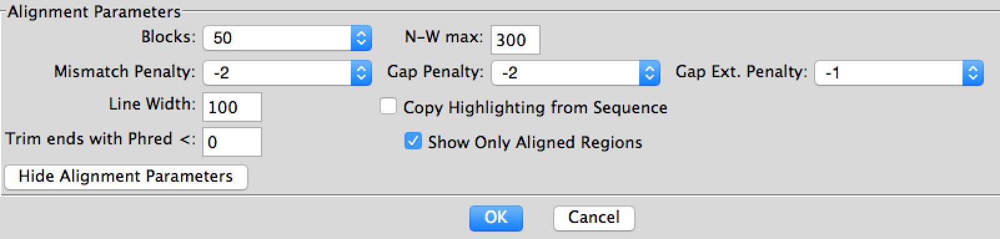 Alignment Parameters
Blocks: 50 N-W max: 300
Mismatch Penalty: -2 Gap Penalty: -2 Gap Ext. Penalty: -1
Line Width: 100 Copy Highlighting from Sequence
Trim ends with Phred <: 0 Show Only Aligned Regions
Hide Alignment Parameters
OK Cancel